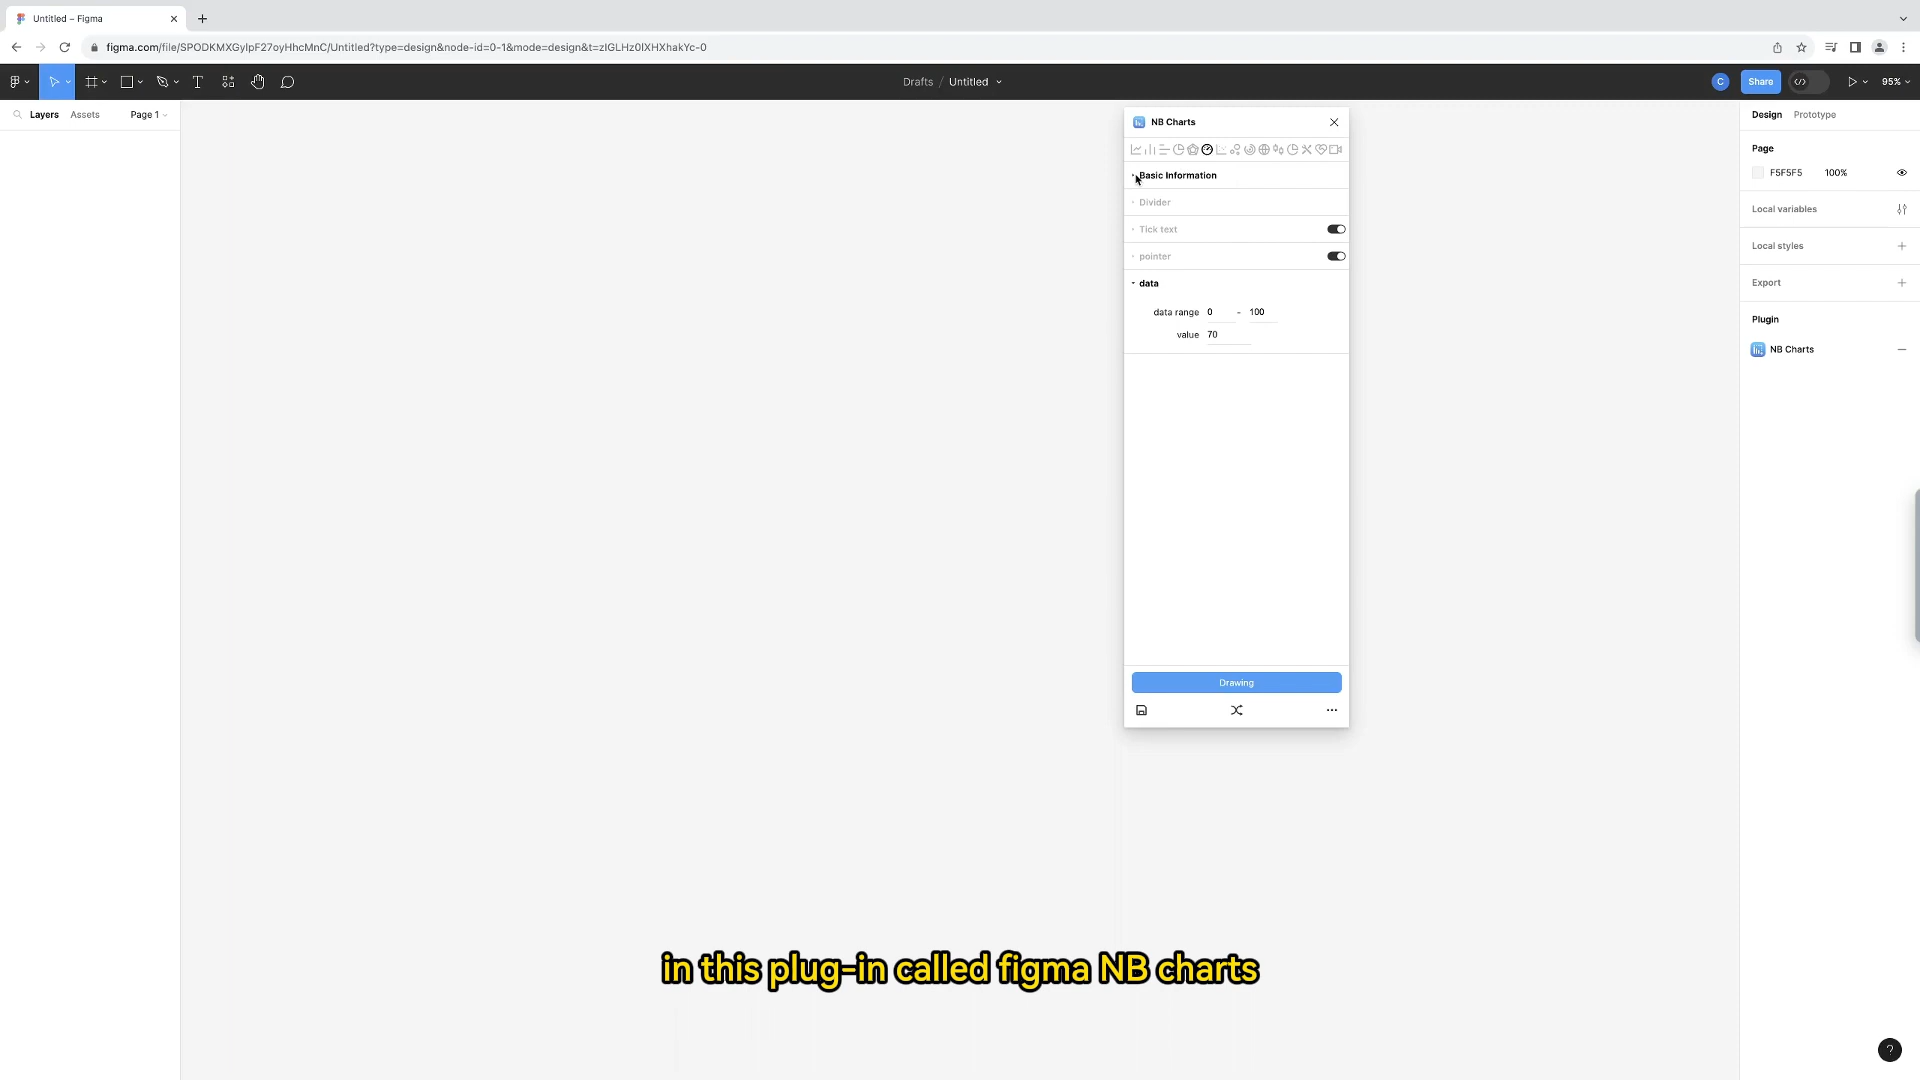 Untitled – Figma
figma.com/file/SPODKMXGylpF27oyHhcMnC/Untitled?type=design&node-id=0-1&mode=design&t=zIGLHz0IXHXhakYc-0
Drafts / Untitled
C
Share
95%
Layers
Assets
Page 1
NB Charts
Basic Information
Divider
Tick text
pointer
data
data range 0 - 100
value 70
Drawing
Design
Prototype
Page
F5F5F5 100%
Local variables
Local styles
Export
Plugin
NB Charts
in this plug-in called figma NB charts
?